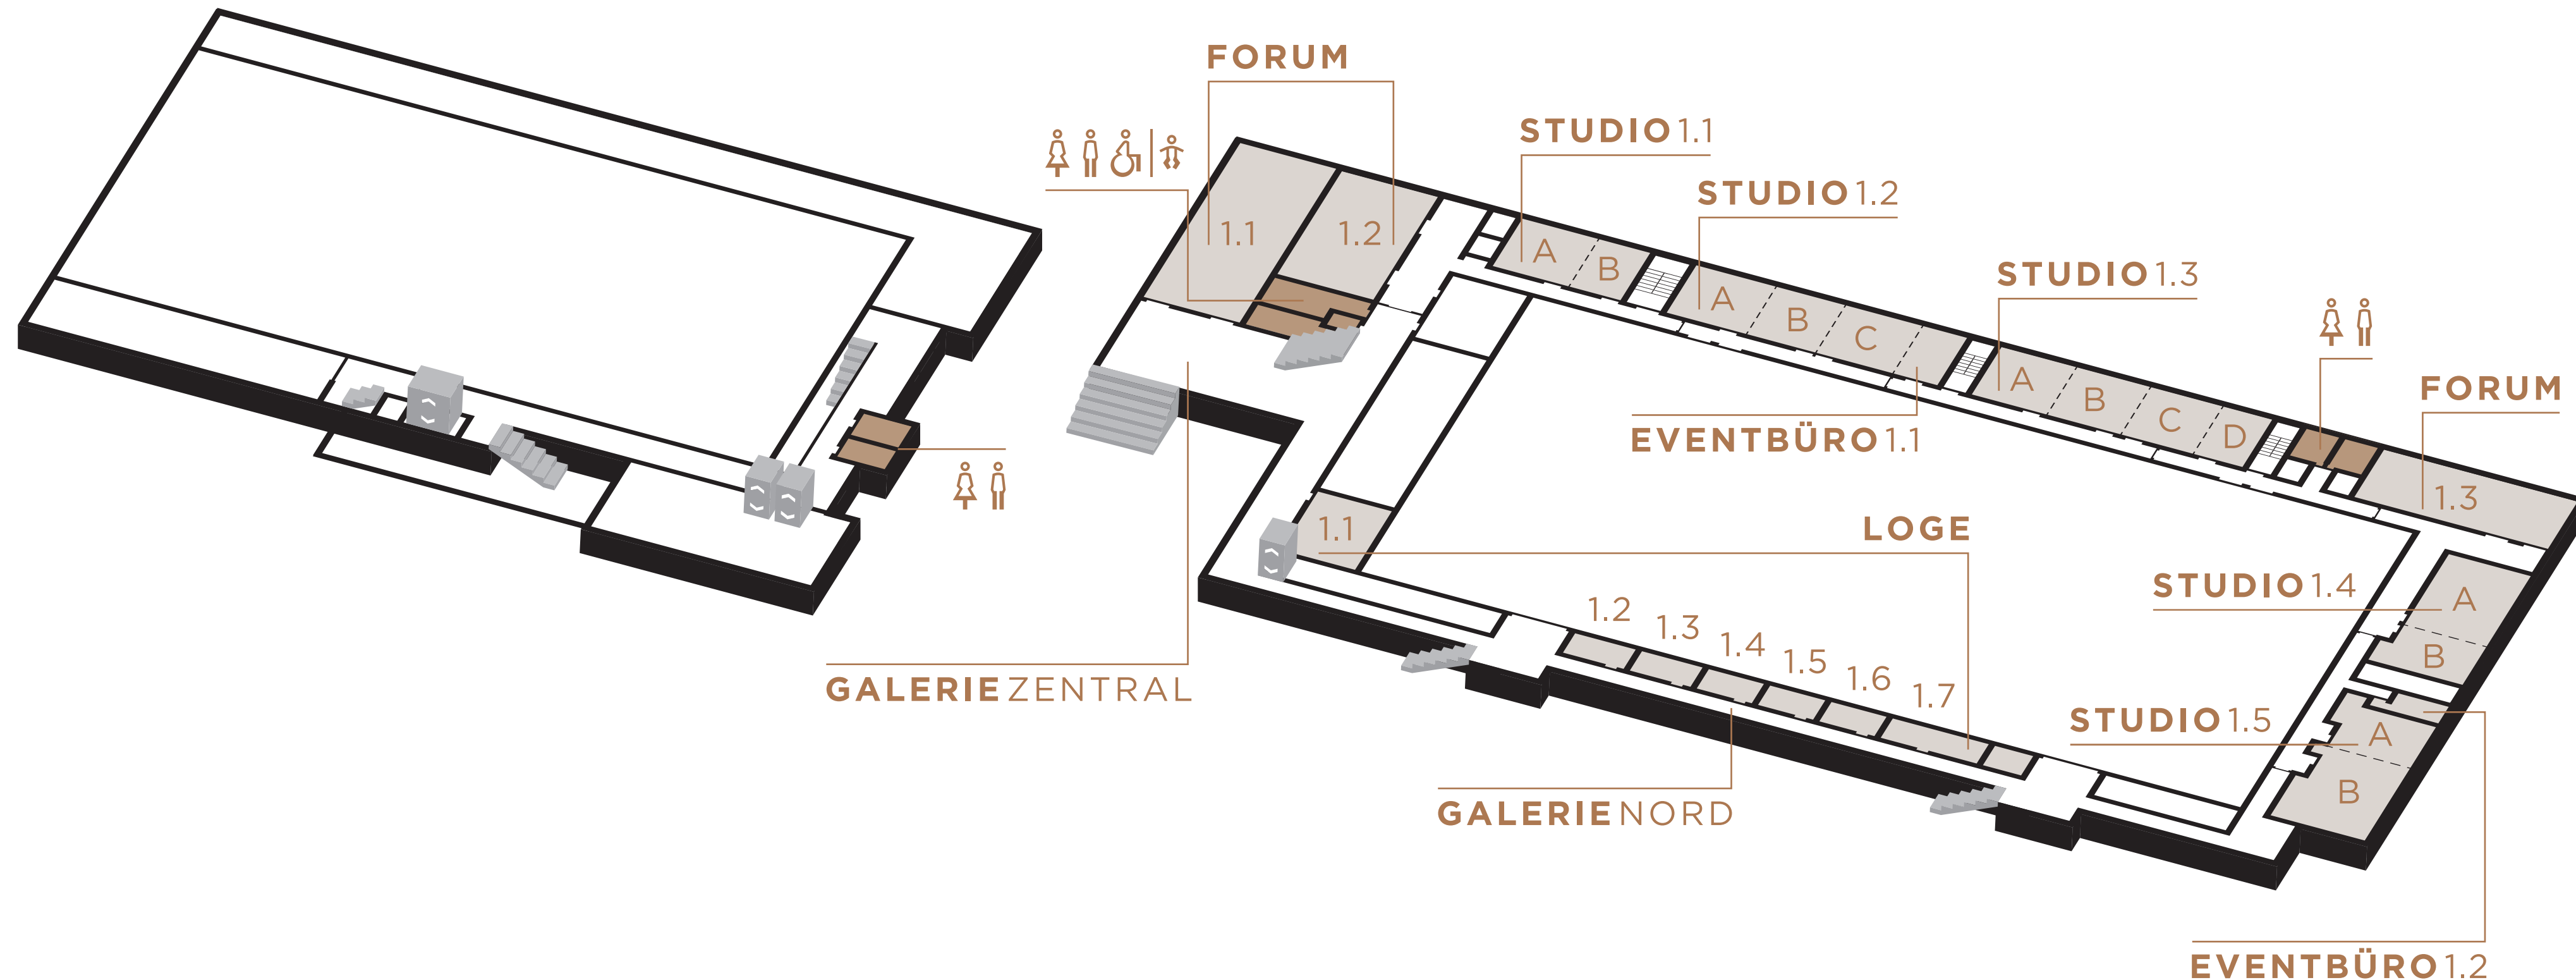 FORUM
STUDIO 1.1
STUDIO 1.2
1.1
1.2
A
B
STUDIO 1.3
A
B
C
A
B
C
D
FORUM
EVENTBÜRO 1.1
1.3
1.1
LOGE
STUDIO 1.4
A
B
1.2
1.3
1.4
1.5
1.6
1.7
GALERIE ZENTRAL
STUDIO 1.5
A
B
GALERIE NORD
EVENTBÜRO 1.2